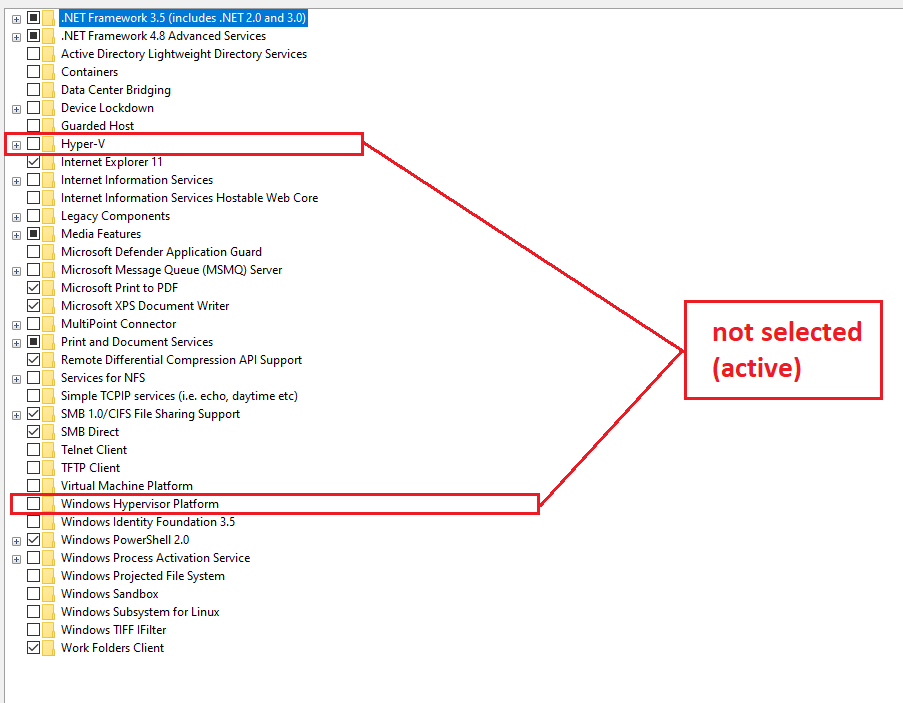 .NET Framework 3.5 (includes .NET 2.0 and 3.0)
.NET Framework 4.8 Advanced Services
Active Directory Lightweight Directory Services
Containers
Data Center Bridging
Device Lockdown
Guarded Host
Hyper-V
Internet Explorer 11
Internet Information Services
Internet Information Services Hostable Web Core
Legacy Components
Media Features
Microsoft Defender Application Guard
Microsoft Message Queue (MSMQ) Server
Microsoft Print to PDF
Microsoft XPS Document Writer
MultiPoint Connector
Print and Document Services
Remote Differential Compression API Support
Services for NFS
Simple TCPIP services (i.e. echo, daytime etc)
SMB 1.0/CIFS File Sharing Support
SMB Direct
Telnet Client
TFTP Client
Virtual Machine Platform
Windows Hypervisor Platform
Windows Identity Foundation 3.5
Windows PowerShell 2.0
Windows Process Activation Service
Windows Projected File System
Windows Sandbox
Windows Subsystem for Linux
Windows TIFF IFilter
Work Folders Client
not selected
(active)